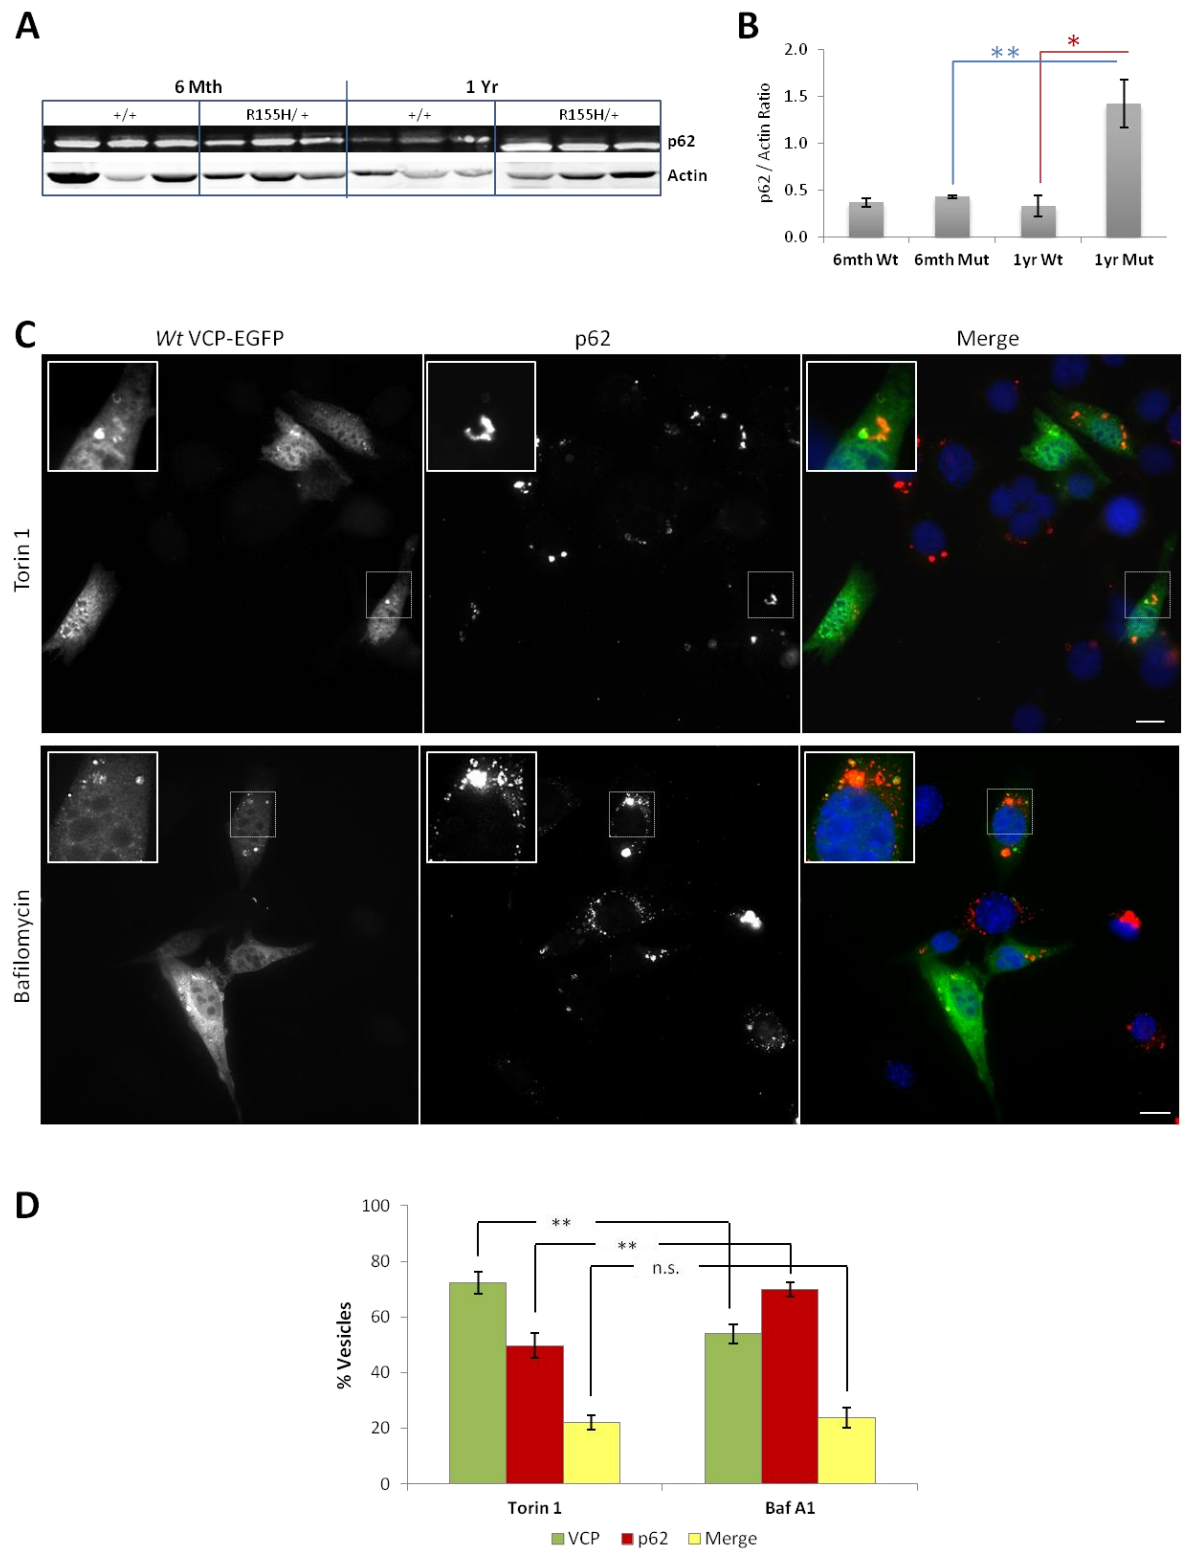 A
6 Mth 1 Yr
+/+ R155H/ + +/+ R155H/+
p62
Actin
B
p62 / Actin Ratio
2.0
1.5
1.0
0.5
0.0
** *
6mth Wt 6mth Mut 1yr Wt 1yr Mut
C
Wt VCP-EGFP p62 Merge
Torin 1
Bafilomycin
D
% Vesicles
100
80
60
40
20
0
**
**
n.s.
Torin 1 Baf A1
VCP p62 Merge